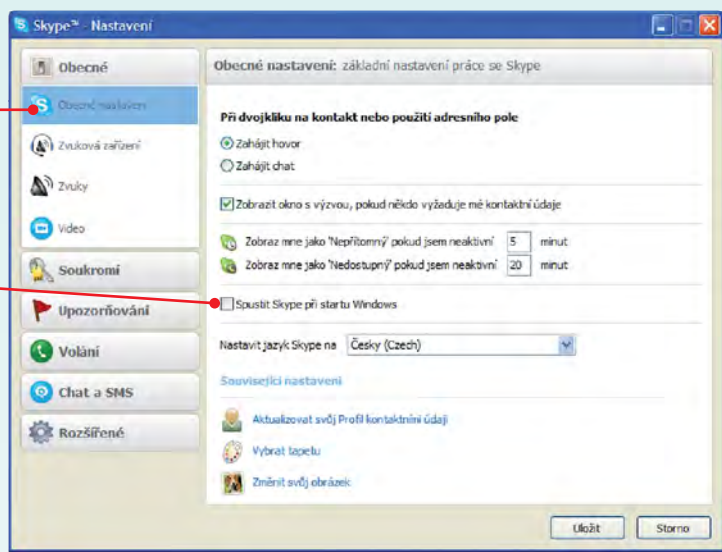 Skype™ - Nastavení
Obecné
Obecné nastavení
Zvuková zařízení
Zvuky
Video
Soukromí
Upozorňování
Volání
Chat a SMS
Rozšířené
Obecné nastavení: základní nastavení práce se Skype
Při dvojkliku na kontakt nebo použití adresního pole
Zahájit hovor
Zahájit chat
Zobrazit okno s výzvou, pokud někdo vyžaduje mé kontaktní údaje
Zobraz mne jako 'Nepřítomný' pokud jsem neaktivní 5 minut
Zobraz mne jako 'Nedostupný' pokud jsem neaktivní 20 minut
Spustit Skype při startu Windows
Nastavit jazyk Skype na Česky (Czech)
Související nastavení
Aktualizovat svůj Profil kontaktními údaji
Vybrat tapetu
Změnit svůj obrázek
Uložit Storno